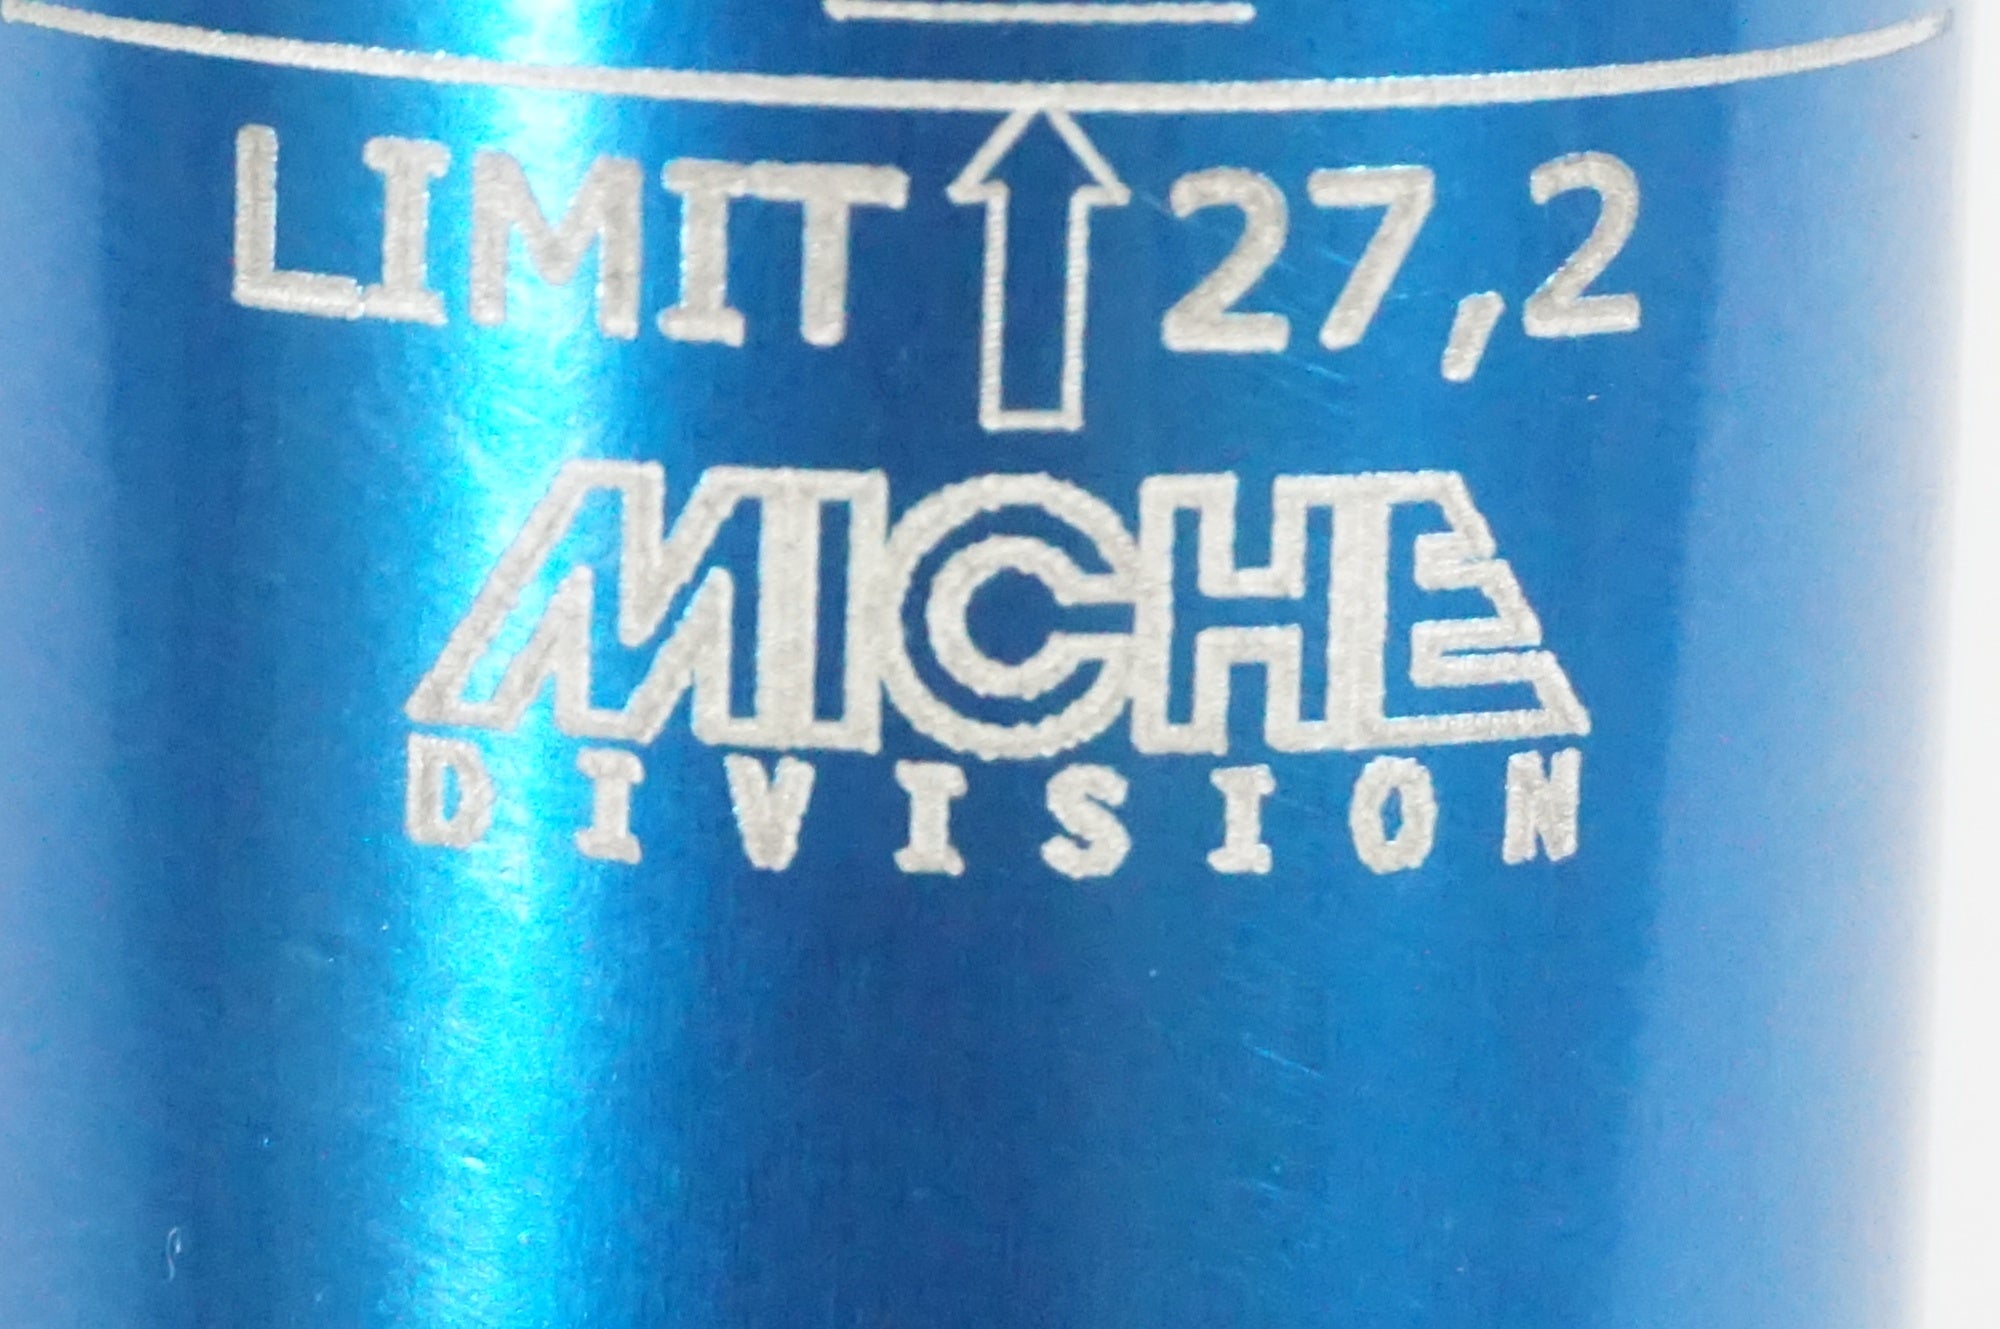 LIMIT 27,2
MICHE
DIVISION